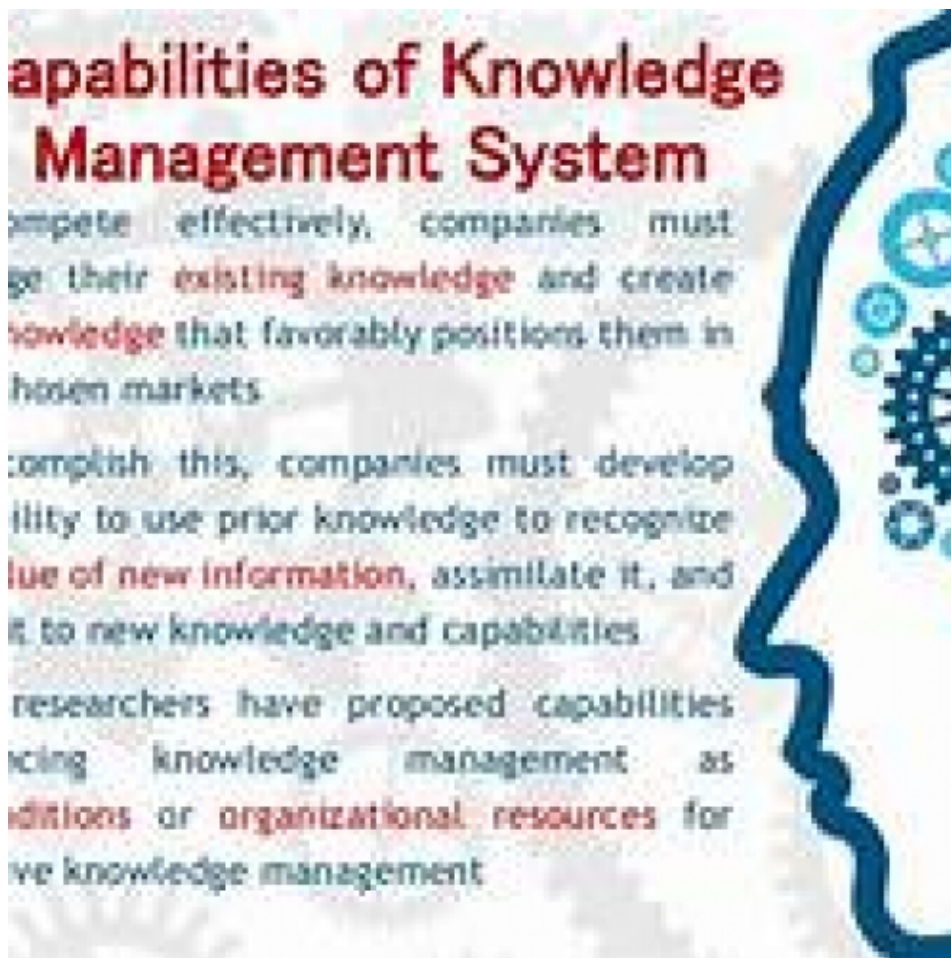 apabilities of Knowledge
Management System
ompete effectively, companies must
ge their existing knowledge and create
nowledge that favorably positions them in
hosen markets
complish this, companies must develop
ility to use prior knowledge to recognize
lue of new information, assimilate it, and
t to new knowledge and capabilities
researchers have proposed capabilities
cing knowledge management as
ditions or organizational resources for
ve knowledge management